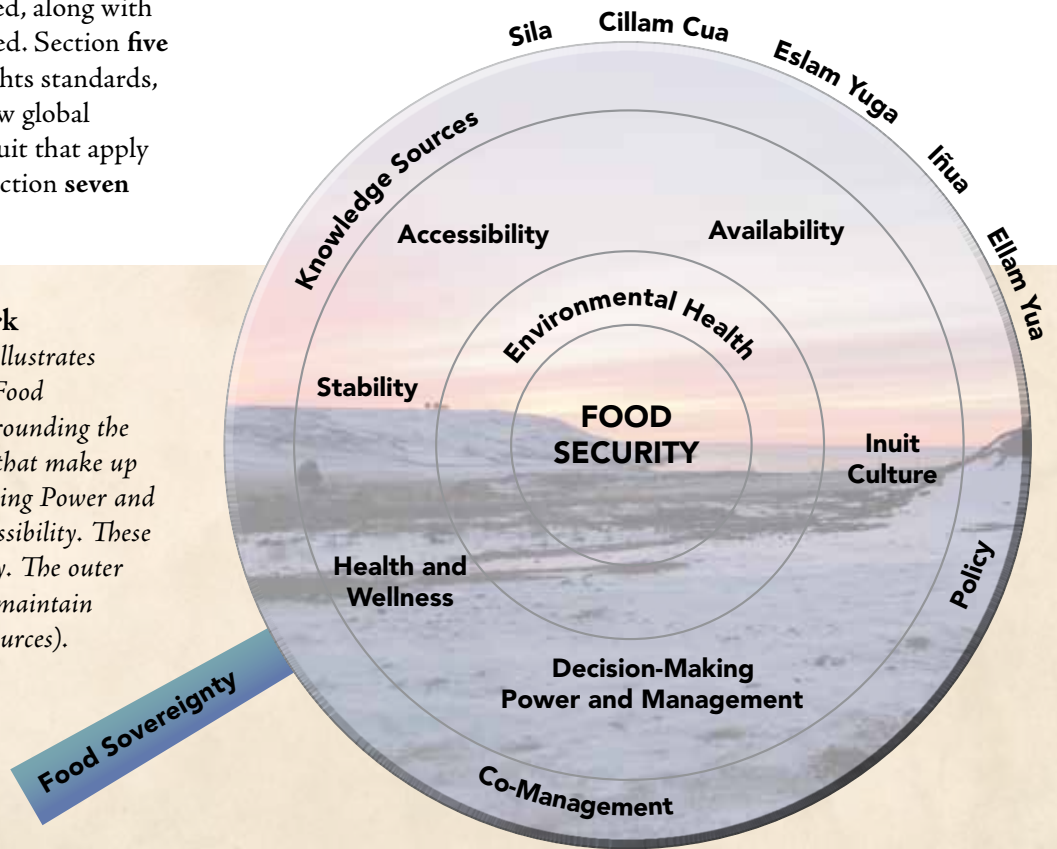 ed, along with
ed. Section five
hts standards,
w global
uit that apply
ction seven
rk
llustrates
Food
rounding the
that make up
ing Power and
ssibility. These
y. The outer
maintain
urces).
Sila
Cillam Cua
Eslam Yuga
Iñua
Ellam Yua
Knowledge Sources
Accessibility
Availability
Environmental Health
Stability
FOOD
SECURITY
Inuit
Culture
Health and
Wellness
Policy
Decision-Making
Power and Management
Co-Management
Food Sovereignty